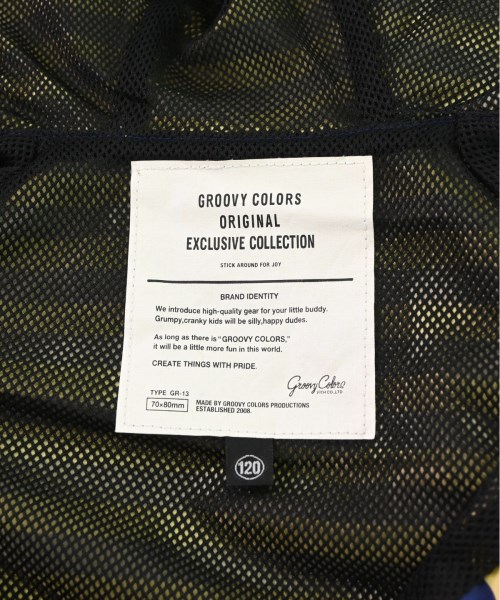 GROOVY COLORS
ORIGINAL
EXCLUSIVE COLLECTION
STICK AROUND FOR JOY
BRAND IDENTITY
We introduce high-quality gear for your little buddy.
Grumpy,cranky kids will be silly,happy dudes.
As long as there is "GROOVY COLORS,"
it will be a little more fun in this world.
CREATE THINGS WITH PRIDE.
Groovy Colors
TYPE GR-13
70×80mm
MADE BY GROOVY COLORS PRODUCTIONS
ESTABLISHED 2008.
120